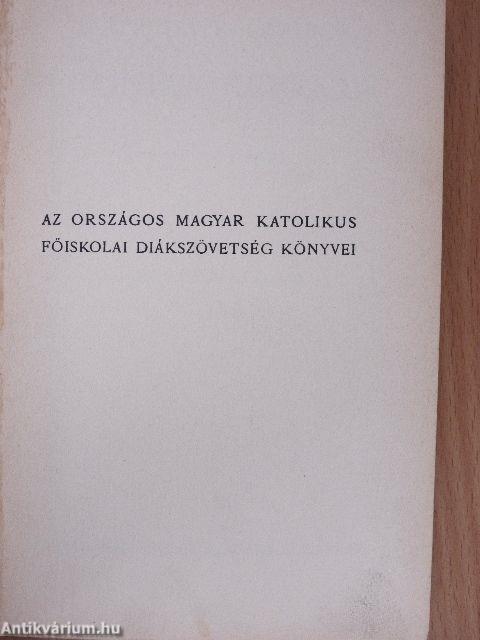 AZ ORSZÁGOS MAGYAR KATOLIKUS
FŐISKOLAI DIÁKSZÖVETSÉG KÖNYVEI
Antikvárium.hu